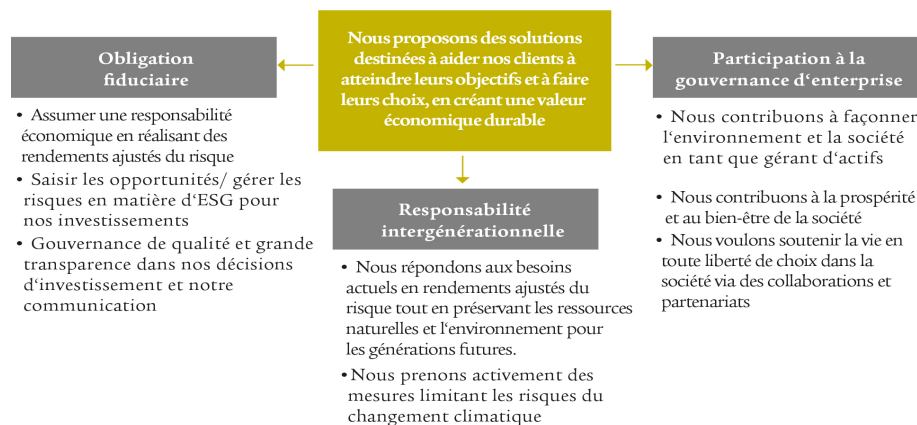 Nous proposons des solutions
destinées à aider nos clients à
atteindre leurs objectifs et à faire
leurs choix, en créant une valeur
économique durable
Obligation
fiduciaire
• Assumer une responsabilité
économique en réalisant des
rendements ajustés du risque
• Saisir les opportunités/ gérer les
risques en matière d‘ESG pour
nos investissements
• Gouvernance de qualité et grande
transparence dans nos décisions
d‘investissement et notre
communication
Responsabilité
intergénérationnelle
• Nous répondons aux besoins
actuels en rendements ajustés du
risque tout en préservant les ressources
naturelles et l‘environnement pour
les générations futures.
• Nous prenons activement des
mesures limitant les risques du
changement climatique
Participation à la
gouvernance d‘enterprise
• Nous contribuons à façonner
l‘environnement et la société
en tant que gérant d‘actifs
• Nous contribuons à la prospérité
et au bien-être de la société
• Nous voulons soutenir la vie en
toute liberté de choix dans la
société via des collaborations et
partenariats